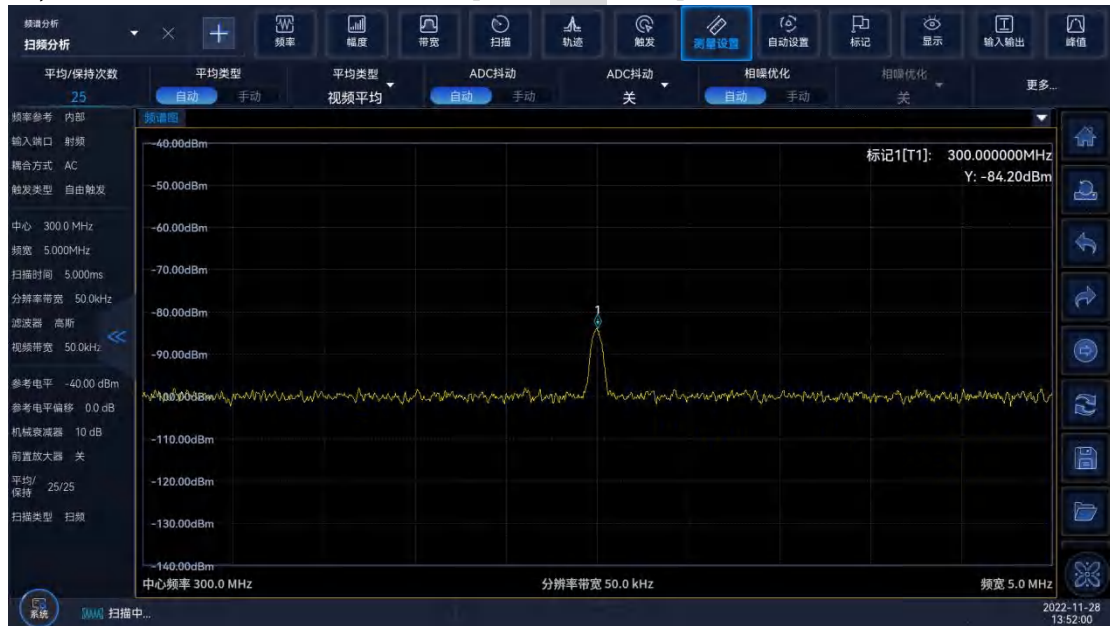 频谱分析
扫频分析
频率
幅度
带宽
扫描
轨迹
触发
测量设置
自动设置
标记
显示
输入输出
峰值
平均/保持次数
25
平均类型
自动 手动
平均类型
视频平均
ADC抖动
自动 手动
ADC抖动
关
相噪优化
自动 手动
相噪优化
关
更多...
频率参考 内部
输入端口 射频
耦合方式 AC
触发类型 自由触发
中心 300.0 MHz
频宽 5.000MHz
扫描时间 5.000ms
分辨率带宽 50.0kHz
滤波器 高斯
视频带宽 50.0kHz
参考电平 -40.00 dBm
参考电平偏移 0.0 dB
机械衰减器 10 dB
前置放大器 关
平均/
保持 25/25
扫描类型 扫频
频谱图
-40.00dBm
标记1[T1]: 300.000000MHz
Y: -84.20dBm
-50.00dBm
-60.00dBm
-70.00dBm
-80.00dBm
1
-90.00dBm
-100.00dBm
-110.00dBm
-120.00dBm
-130.00dBm
-140.00dBm
中心频率 300.0 MHz
分辨率带宽 50.0 kHz
频宽 5.0 MHz
系统
扫描中...
2022-11-28
13:52:00